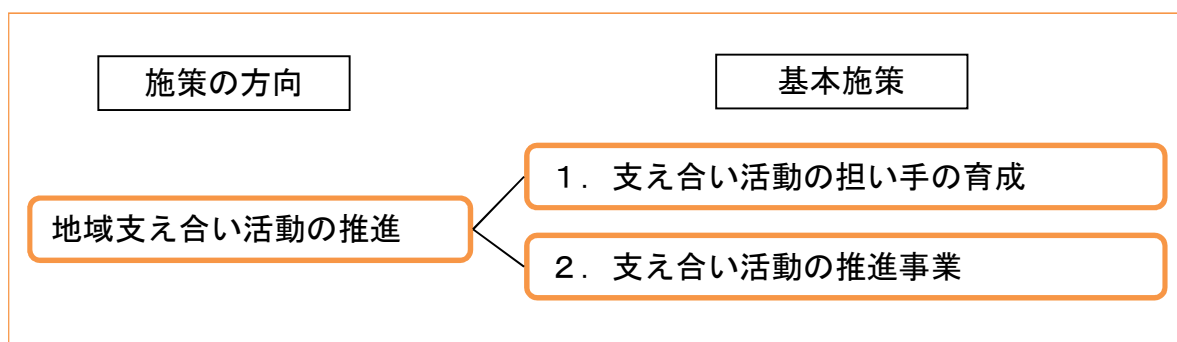 施策の方向
基本施策
地域支え合い活動の推進
１．支え合い活動の担い手の育成
２．支え合い活動の推進事業